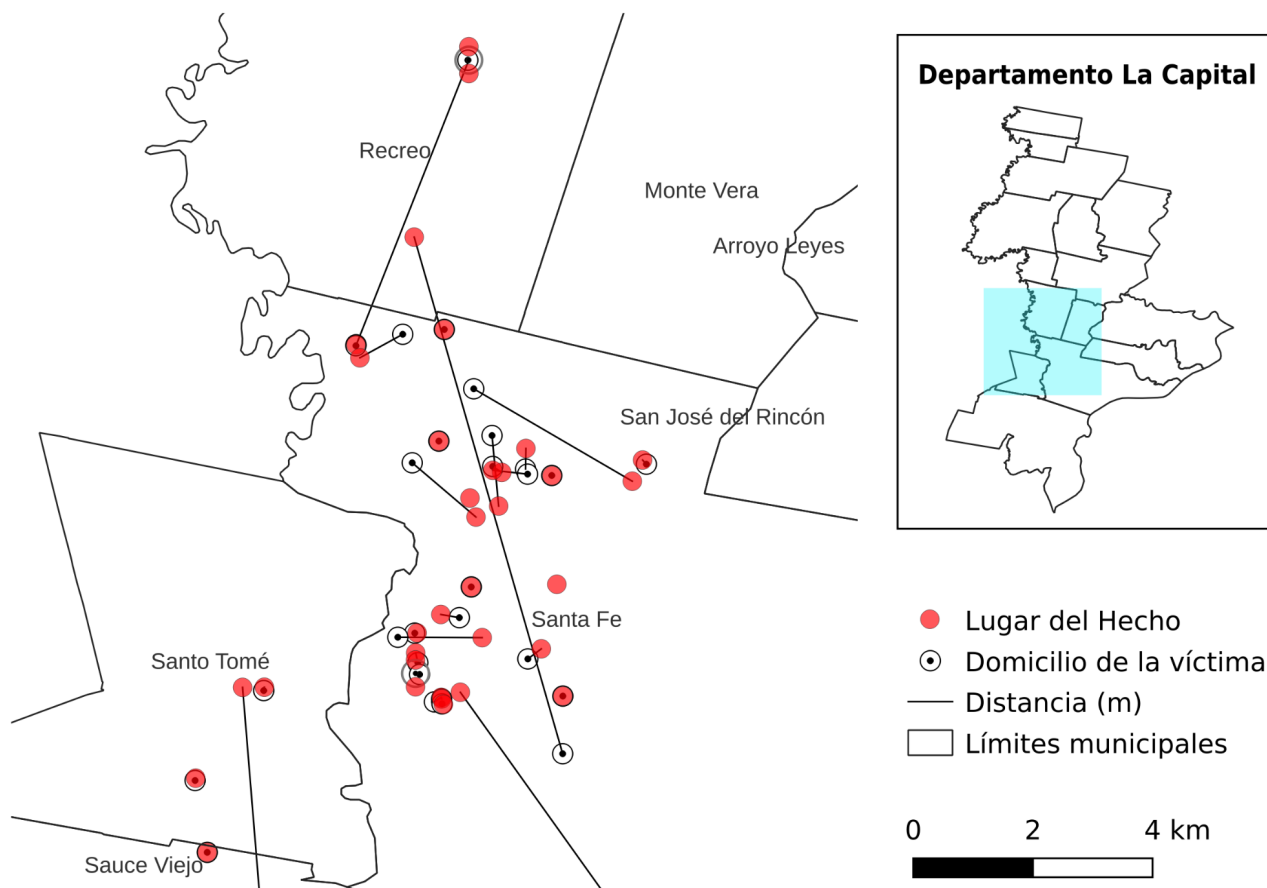 Departamento La Capital
Recreo
Monte Vera
Arroyo Leyes
San José del Rincón
Santa Fe
Santo Tomé
Sauce Viejo
Lugar del Hecho
Domicilio de la víctima
Distancia (m)
Límites municipales
0 2 4 km